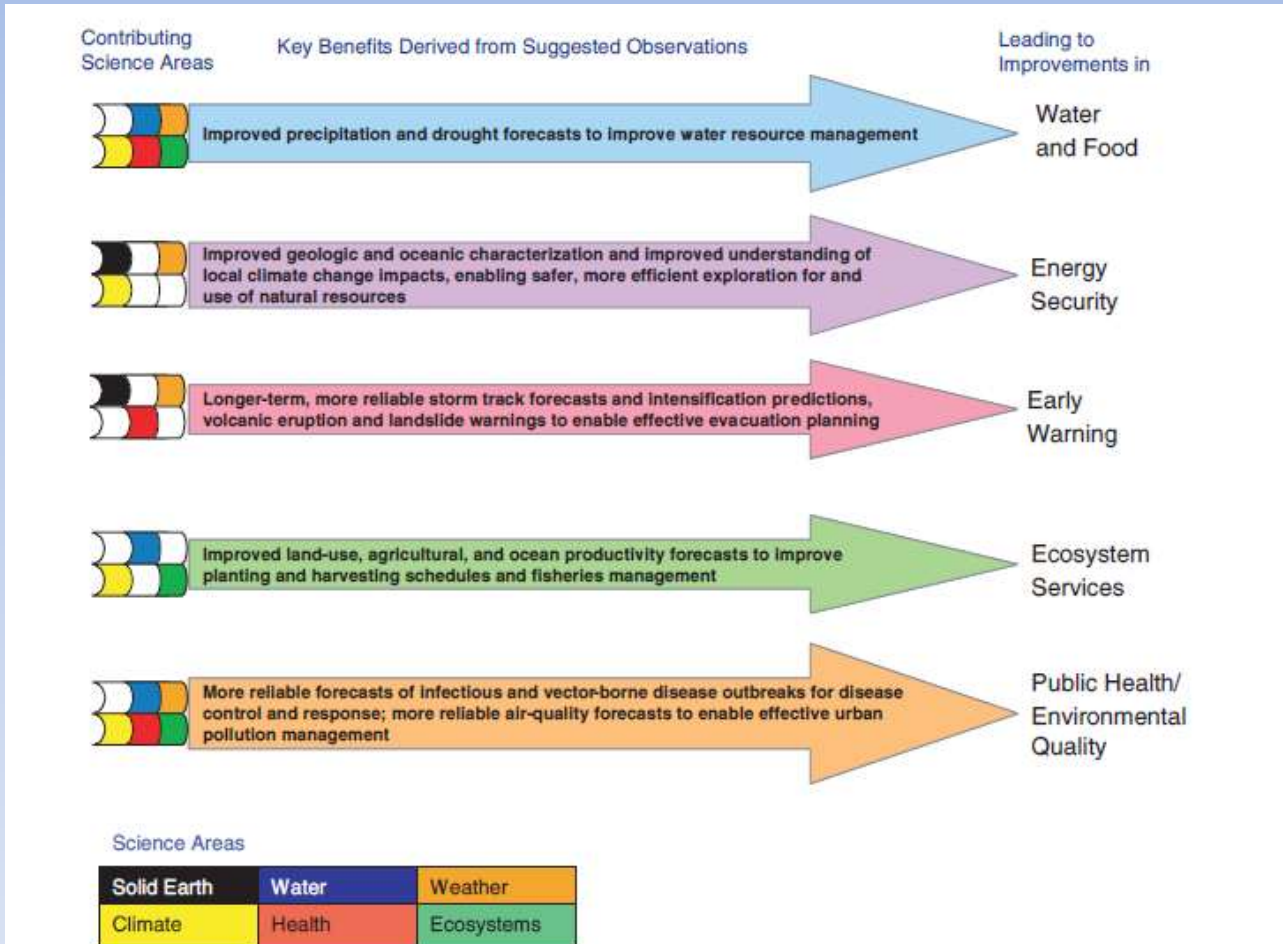 Contributing
Science Areas
Key Benefits Derived from Suggested Observations
Leading to
Improvements in
Improved precipitation and drought forecasts to improve water resource management
Water
and Food
Improved geologic and oceanic characterization and improved understanding of
local climate change impacts, enabling safer, more efficient exploration for and
use of natural resources
Energy
Security
Longer-term, more reliable storm track forecasts and intensification predictions,
volcanic eruption and landslide warnings to enable effective evacuation planning
Early
Warning
Improved land-use, agricultural, and ocean productivity forecasts to improve
planting and harvesting schedules and fisheries management
Ecosystem
Services
More reliable forecasts of infectious and vector-borne disease outbreaks for disease
control and response; more reliable air-quality forecasts to enable effective urban
pollution management
Public Health/
Environmental
Quality
Science Areas
Solid Earth
Water
Weather
Climate
Health
Ecosystems